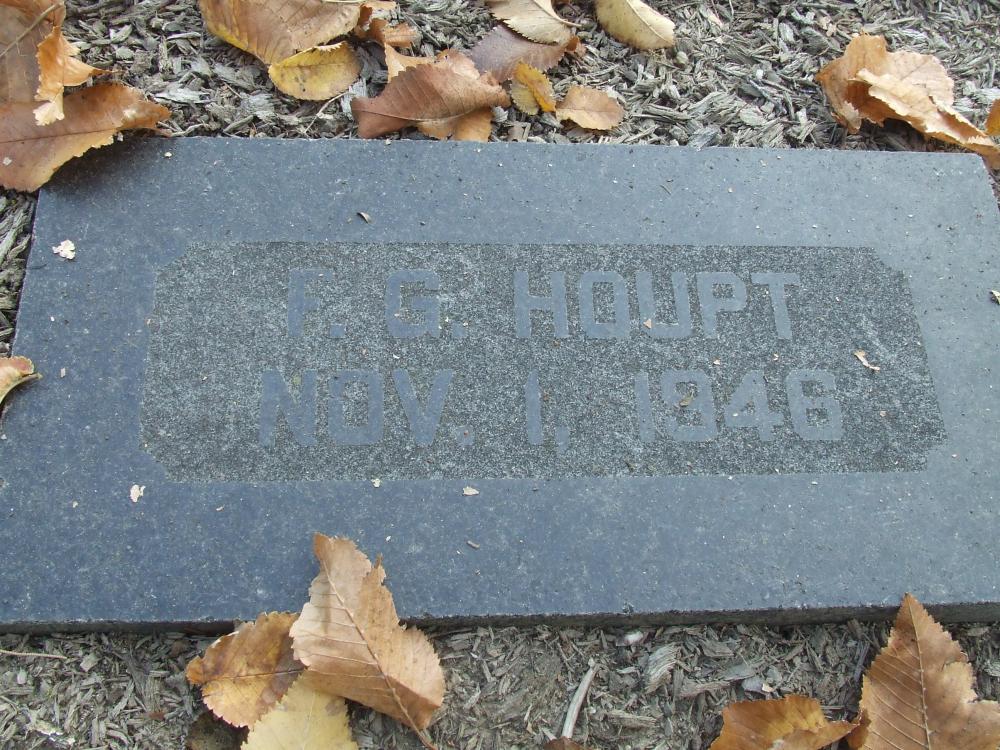 F. G. HOUPT
NOV. 1, 1946